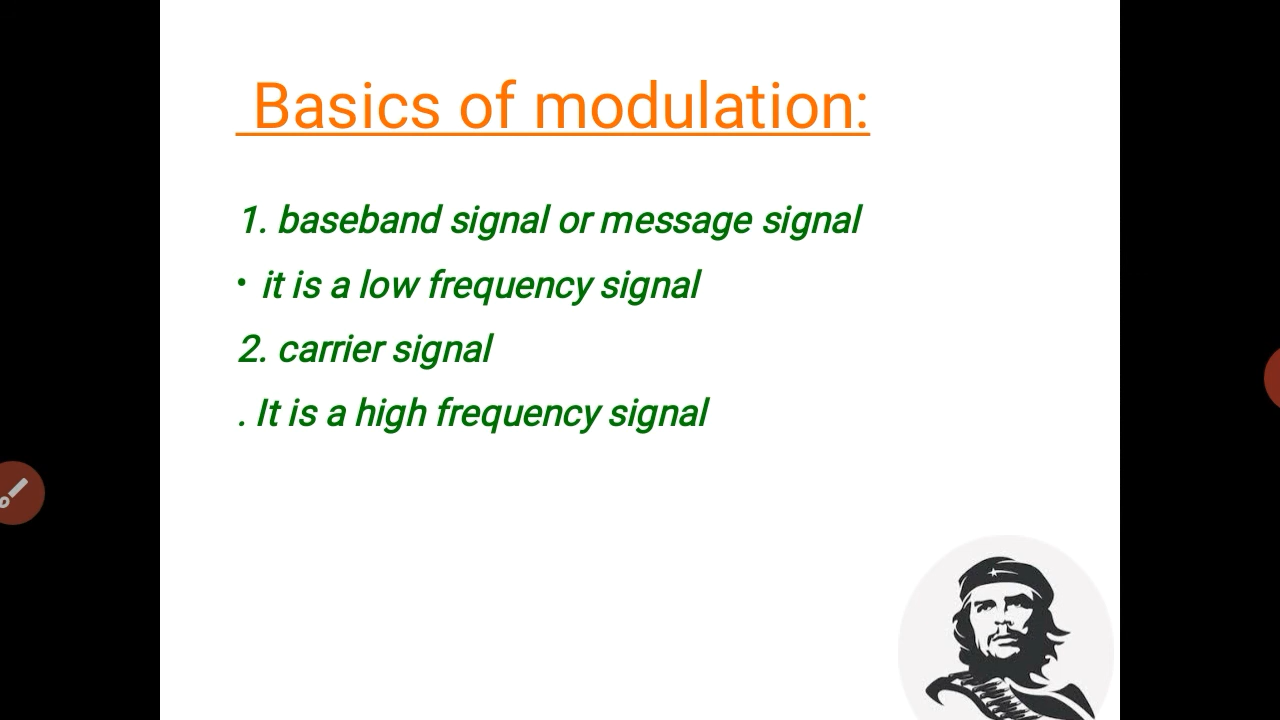 Basics of modulation:
1. baseband signal or message signal
• it is a low frequency signal
2. carrier signal
. It is a high frequency signal